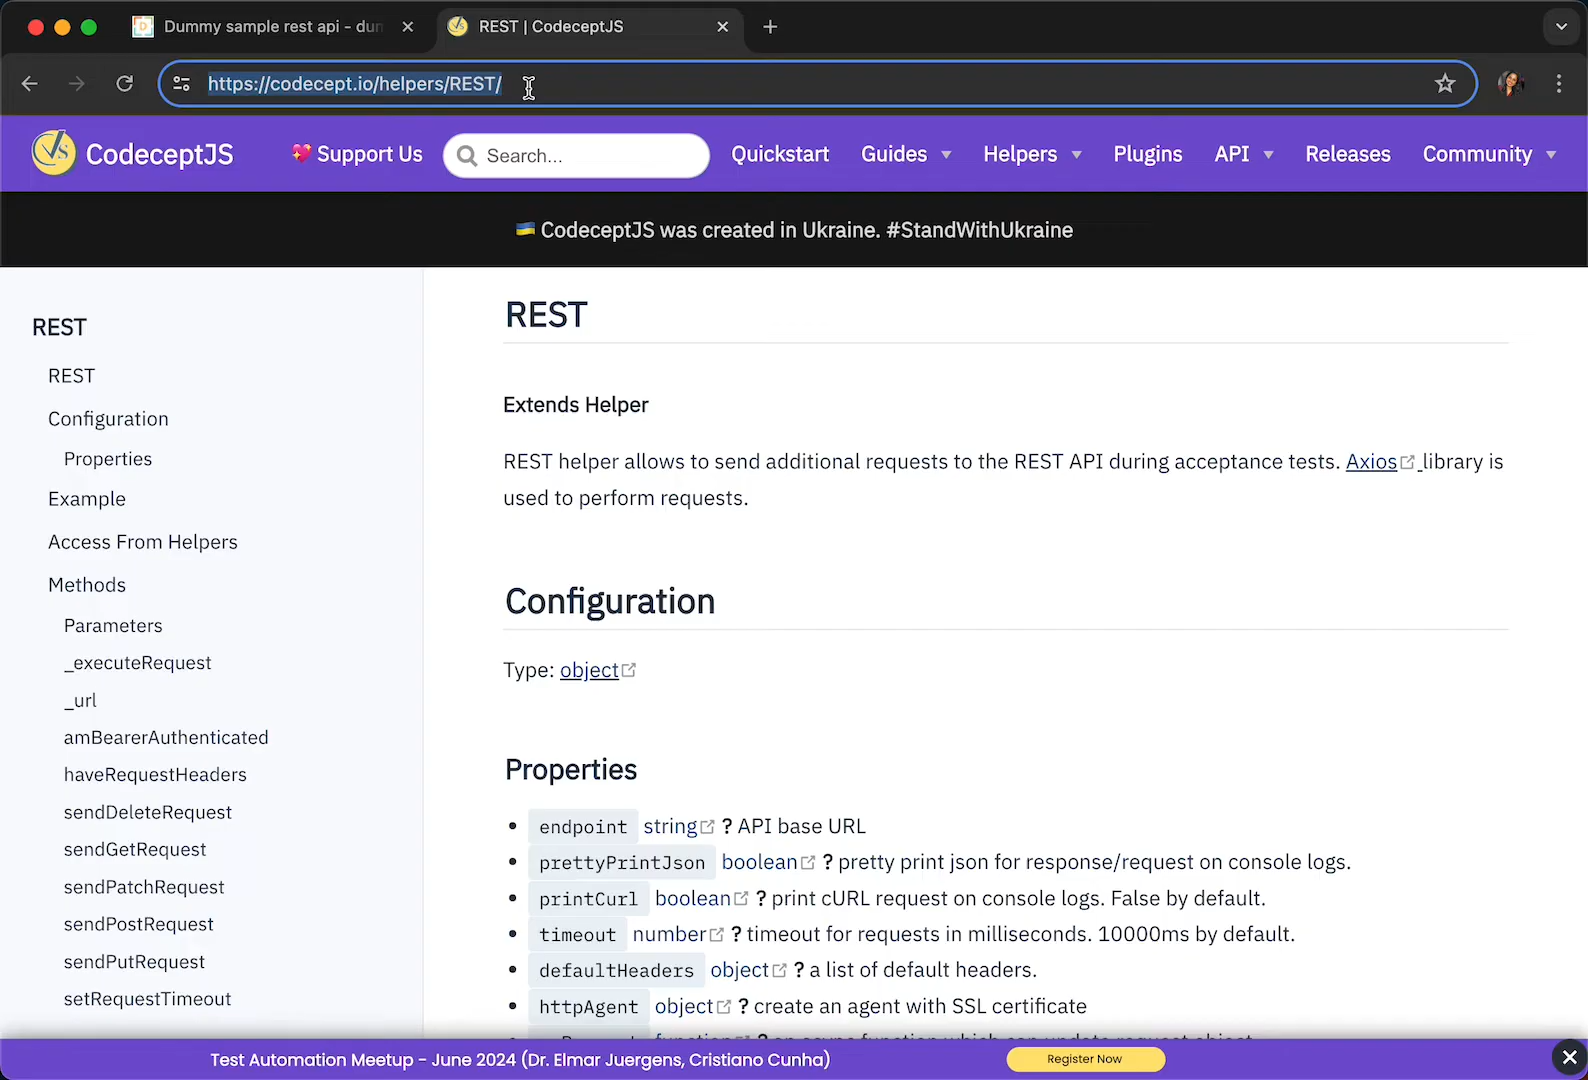 Dummy sample rest api - dun
REST | CodeceptJS
https://codecept.io/helpers/REST/
CodeceptJS
💖 Support Us
Search...
Quickstart
Guides
Helpers
Plugins
API
Releases
Community
🇺🇦 CodeceptJS was created in Ukraine. #StandWithUkraine
REST
REST
Configuration
Properties
Example
Access From Helpers
Methods
Parameters
_executeRequest
_url
amBearerAuthenticated
haveRequestHeaders
sendDeleteRequest
sendGetRequest
sendPatchRequest
sendPostRequest
sendPutRequest
setRequestTimeout
REST
Extends Helper
REST helper allows to send additional requests to the REST API during acceptance tests. Axios library is
used to perform requests.
Configuration
Type: object
Properties
• endpoint string ? API base URL
• prettyPrintJson boolean ? pretty print json for response/request on console logs.
• printCurl boolean ? print cURL request on console logs. False by default.
• timeout number ? timeout for requests in milliseconds. 10000ms by default.
• defaultHeaders object ? a list of default headers.
• httpAgent object ? create an agent with SSL certificate
Test Automation Meetup - June 2024 (Dr. Elmar Juergens, Cristiano Cunha)
Register Now